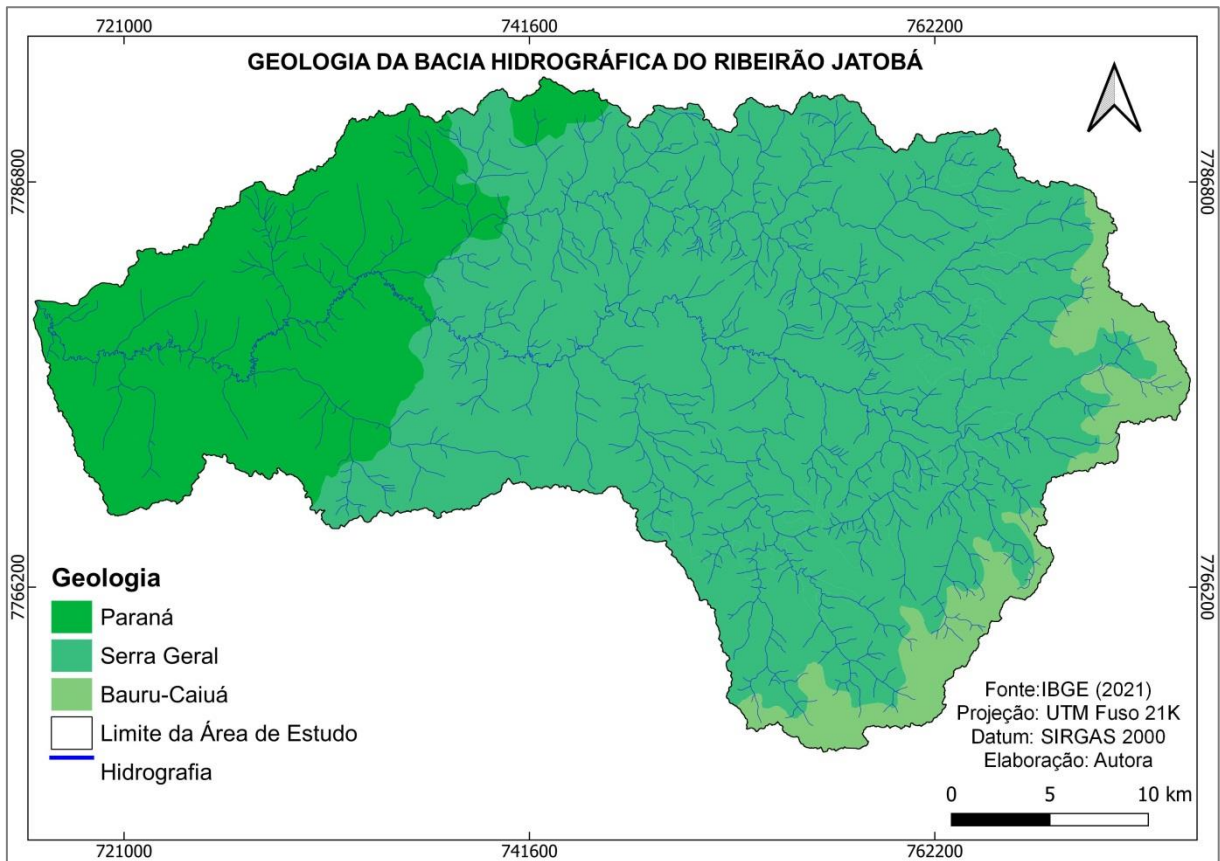 721000 741600 762200
GEOLOGIA DA BACIA HIDROGRÁFICA DO RIBEIRÃO JATOBÁ
7786800 7786800
7766200 7766200
Geologia
Paraná
Serra Geral
Bauru-Caiuá
Limite da Área de Estudo
Hidrografia
Fonte:IBGE (2021)
Projeção: UTM Fuso 21K
Datum: SIRGAS 2000
Elaboração: Autora
0 5 10 km
721000 741600 762200